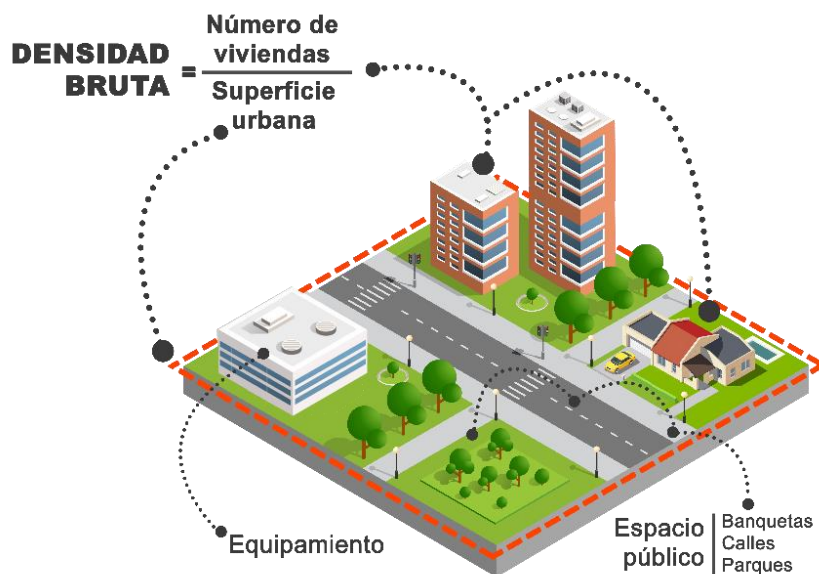 DENSIDAD
BRUTA
=
Número de
viviendas
Superficie
urbana
Equipamiento
Espacio
público
Banquetas
Calles
Parques